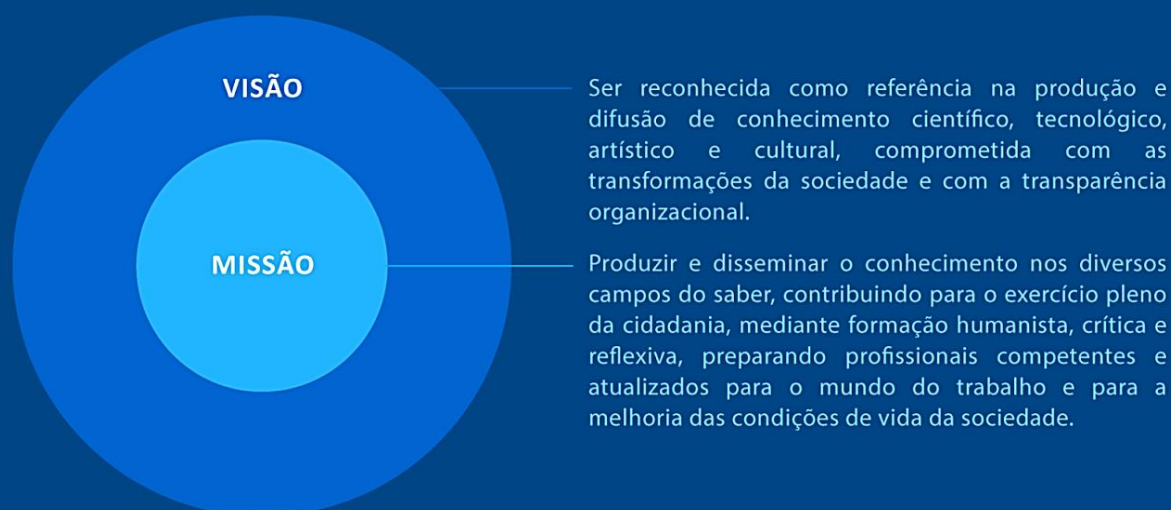 VISÃO
Ser reconhecida como referência na produção e
difusão de conhecimento científico, tecnológico,
artístico e cultural, comprometida com as
transformações da sociedade e com a transparência
organizacional.
MISSÃO
Produzir e disseminar o conhecimento nos diversos
campos do saber, contribuindo para o exercício pleno
da cidadania, mediante formação humanista, crítica e
reflexiva, preparando profissionais competentes e
atualizados para o mundo do trabalho e para a
melhoria das condições de vida da sociedade.